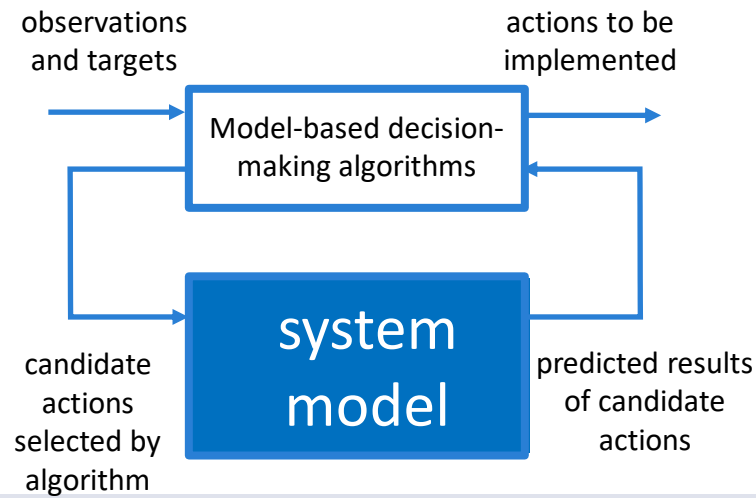 observations
and targets
actions to be
implemented
Model-based decision-
making algorithms
system
model
candidate
actions
selected by
algorithm
predicted results
of candidate
actions